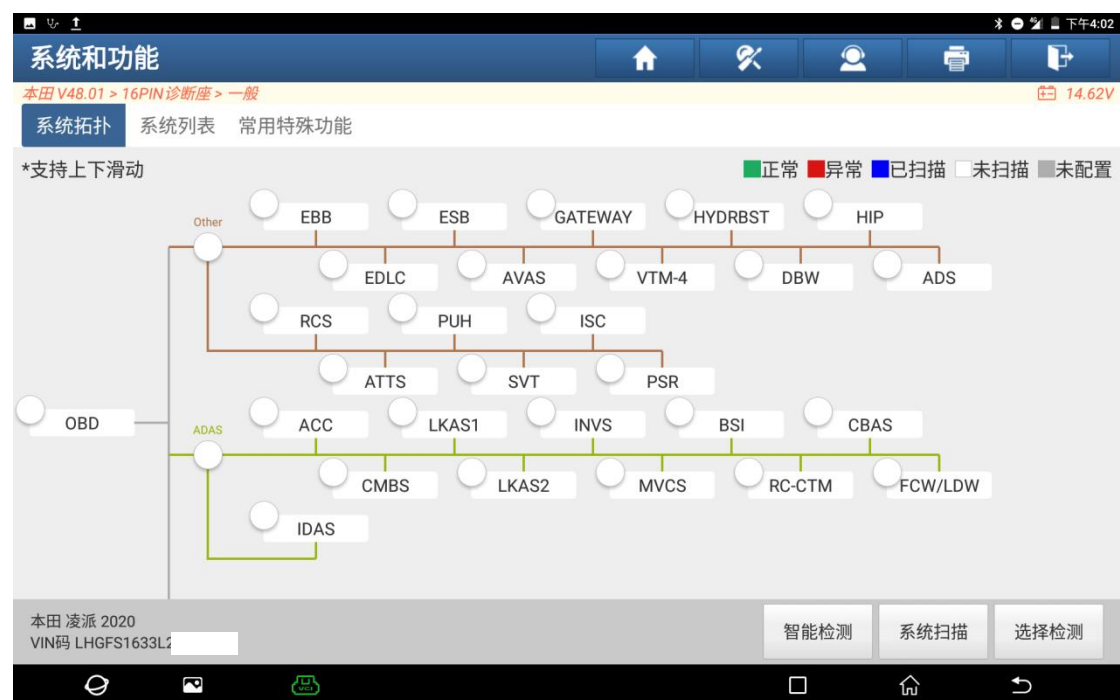 下午4:02
系统和功能
本田 V48.01 > 16PIN诊断座 > 一般
14.62V
系统拓扑 系统列表 常用特殊功能
*支持上下滑动
正常 异常 已扫描 未扫描 未配置
Other
EBB ESB GATEWAY HYDRBST HIP
EDLC AVAS VTM-4 DBW ADS
RCS PUH ISC
ATTS SVT PSR
OBD
ADAS
ACC LKAS1 INVS BSI CBAS
CMBS LKAS2 MVCS RC-CTM FCW/LDW
IDAS
本田 凌派 2020
VIN码 LHGFS1633L2
智能检测 系统扫描 选择检测
VCI